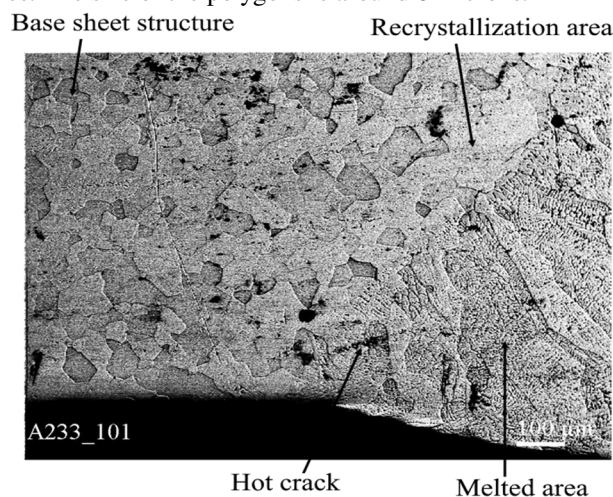 Base sheet structure
Recrystallization area
A233_101
100 µm
Hot crack
Melted area